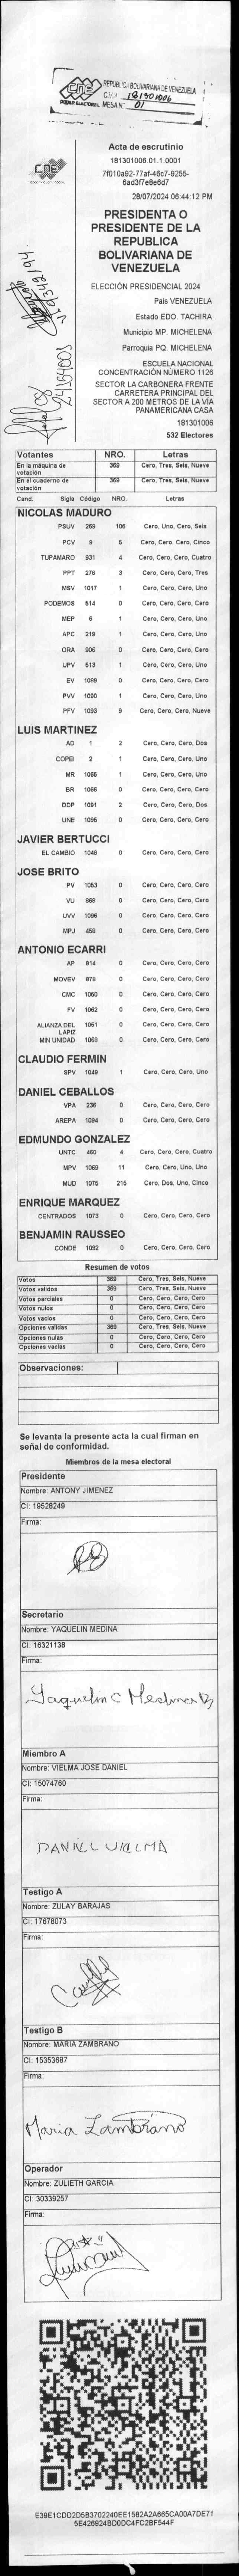 CNE
PODER ELECTORAL
REPUBLICA BOLIVARIANA DE VENEZUELA
181301006
MESA N° 01
CNE
Acta de escrutinio
181301006.01.1.0001
7f010a92-77af-46c7-9255-
6ad3f7e8e6d7
28/07/2024 06:44:12 PM
PRESIDENTA O
PRESIDENTE DE LA
REPUBLICA
BOLIVARIANA DE
VENEZUELA
ELECCIÓN PRESIDENCIAL 2024
Pais VENEZUELA
Estado EDO. TACHIRA
Municipio MP. MICHELENA
Parroquia PQ. MICHELENA
ESCUELA NACIONAL
CONCENTRACIÓN NÚMERO 1126
SECTOR LA CARBONERA FRENTE
CARRETERA PRINCIPAL DEL
SECTOR A 200 METROS DE LA VÍA
PANAMERICANA CASA
181301006
532 Electores
Votantes NRO. Letras
En la máquina de votación 369 Cero, Tres, Seis, Nueve
En el cuaderno de votación 369 Cero, Tres, Seis, Nueve
Cand. Sigla Código NRO. Letras
NICOLAS MADURO
PSUV 269 106 Cero, Uno, Cero, Seis
PCV 9 5 Cero, Cero, Cero, Cinco
TUPAMARO 931 4 Cero, Cero, Cero, Cuatro
PPT 276 3 Cero, Cero, Cero, Tres
MSV 1017 1 Cero, Cero, Cero, Uno
PODEMOS 514 0 Cero, Cero, Cero, Cero
MEP 6 1 Cero, Cero, Cero, Uno
APC 219 1 Cero, Cero, Cero, Uno
ORA 906 0 Cero, Cero, Cero, Cero
UPV 513 1 Cero, Cero, Cero, Uno
EV 1089 0 Cero, Cero, Cero, Cero
PVV 1090 1 Cero, Cero, Cero, Uno
PFV 1093 9 Cero, Cero, Cero, Nueve
LUIS MARTINEZ
AD 1 2 Cero, Cero, Cero, Dos
COPEI 2 1 Cero, Cero, Cero, Uno
MR 1065 1 Cero, Cero, Cero, Uno
BR 1066 0 Cero, Cero, Cero, Cero
DDP 1091 2 Cero, Cero, Cero, Dos
UNE 1095 0 Cero, Cero, Cero, Cero
JAVIER BERTUCCI
EL CAMBIO 1046 0 Cero, Cero, Cero, Cero
JOSE BRITO
PV 1053 0 Cero, Cero, Cero, Cero
VU 868 0 Cero, Cero, Cero, Cero
UVV 1096 0 Cero, Cero, Cero, Cero
MPJ 458 0 Cero, Cero, Cero, Cero
ANTONIO ECARRI
AP 914 0 Cero, Cero, Cero, Cero
MOVEV 979 0 Cero, Cero, Cero, Cero
CMC 1050 0 Cero, Cero, Cero, Cero
FV 1062 0 Cero, Cero, Cero, Cero
ALIANZA DEL LAPIZ 1051 0 Cero, Cero, Cero, Cero
MIN UNIDAD 1068 0 Cero, Cero, Cero, Cero
CLAUDIO FERMIN
SPV 1049 1 Cero, Cero, Cero, Uno
DANIEL CEBALLOS
VPA 236 0 Cero, Cero, Cero, Cero
AREPA 1094 0 Cero, Cero, Cero, Cero
EDMUNDO GONZALEZ
UNTC 460 4 Cero, Cero, Cero, Cuatro
MPV 1069 11 Cero, Cero, Uno, Uno
MUD 1075 215 Cero, Dos, Uno, Cinco
ENRIQUE MARQUEZ
CENTRADOS 1073 0 Cero, Cero, Cero, Cero
BENJAMIN RAUSSEO
CONDE 1092 0 Cero, Cero, Cero, Cero
Resumen de votos
Votos 369 Cero, Tres, Seis, Nueve
Votos validos 369 Cero, Tres, Seis, Nueve
Votos parciales 0 Cero, Cero, Cero, Cero
Votos nulos 0 Cero, Cero, Cero, Cero
Votos vacios 0 Cero, Cero, Cero, Cero
Opciones validas 369 Cero, Tres, Seis, Nueve
Opciones nulas 0 Cero, Cero, Cero, Cero
Opciones vacias 0 Cero, Cero, Cero, Cero
Observaciones:
Se levanta la presente acta la cual firman en
señal de conformidad.
Miembros de la mesa electoral
Presidente
Nombre: ANTONY JIMENEZ
CI: 19528249
Firma:
Secretario
Nombre: YAQUELIN MEDINA
CI: 16321138
Firma:
Yaquelin C Medina
Miembro A
Nombre: VIELMA JOSE DANIEL
CI: 15074760
Firma:
DANIEL VIELMA
Testigo A
Nombre: ZULAY BARAJAS
CI: 17678073
Firma:
Testigo B
Nombre: MARIA ZAMBRANO
CI: 15353687
Firma:
Maria Zambrano
Operador
Nombre: ZULIETH GARCIA
CI: 30339257
Firma:
E39E1CDD2D5B3702240EE1582A2A665CA00A7DE71
5E426924BD0DC4FC2BF544F